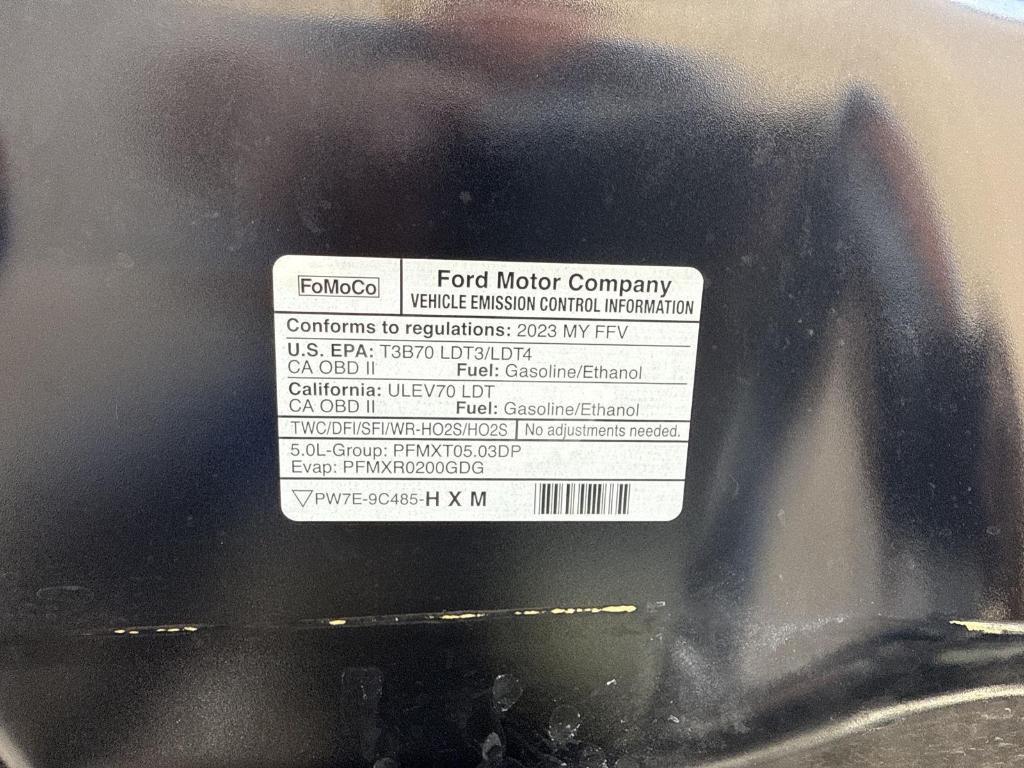 FoMoCo
Ford Motor Company
VEHICLE EMISSION CONTROL INFORMATION
Conforms to regulations: 2023 MY FFV
U.S. EPA: T3B70 LDT3/LDT4
CA OBD II Fuel: Gasoline/Ethanol
California: ULEV70 LDT
CA OBD II Fuel: Gasoline/Ethanol
TWC/DFI/SFI/WR-HO2S/HO2S No adjustments needed.
5.0L-Group: PFMXT05.03DP
Evap: PFMXR0200GDG
▽PW7E-9C485-H X M